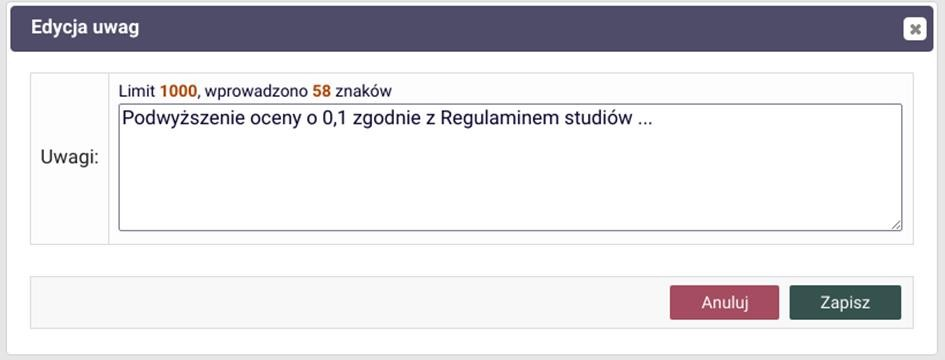 Edycja uwag
Limit 1000, wprowadzono 58 znaków
Podwyższenie oceny o 0,1 zgodnie z Regulaminem studiów ...
Uwagi:
Anuluj
Zapisz